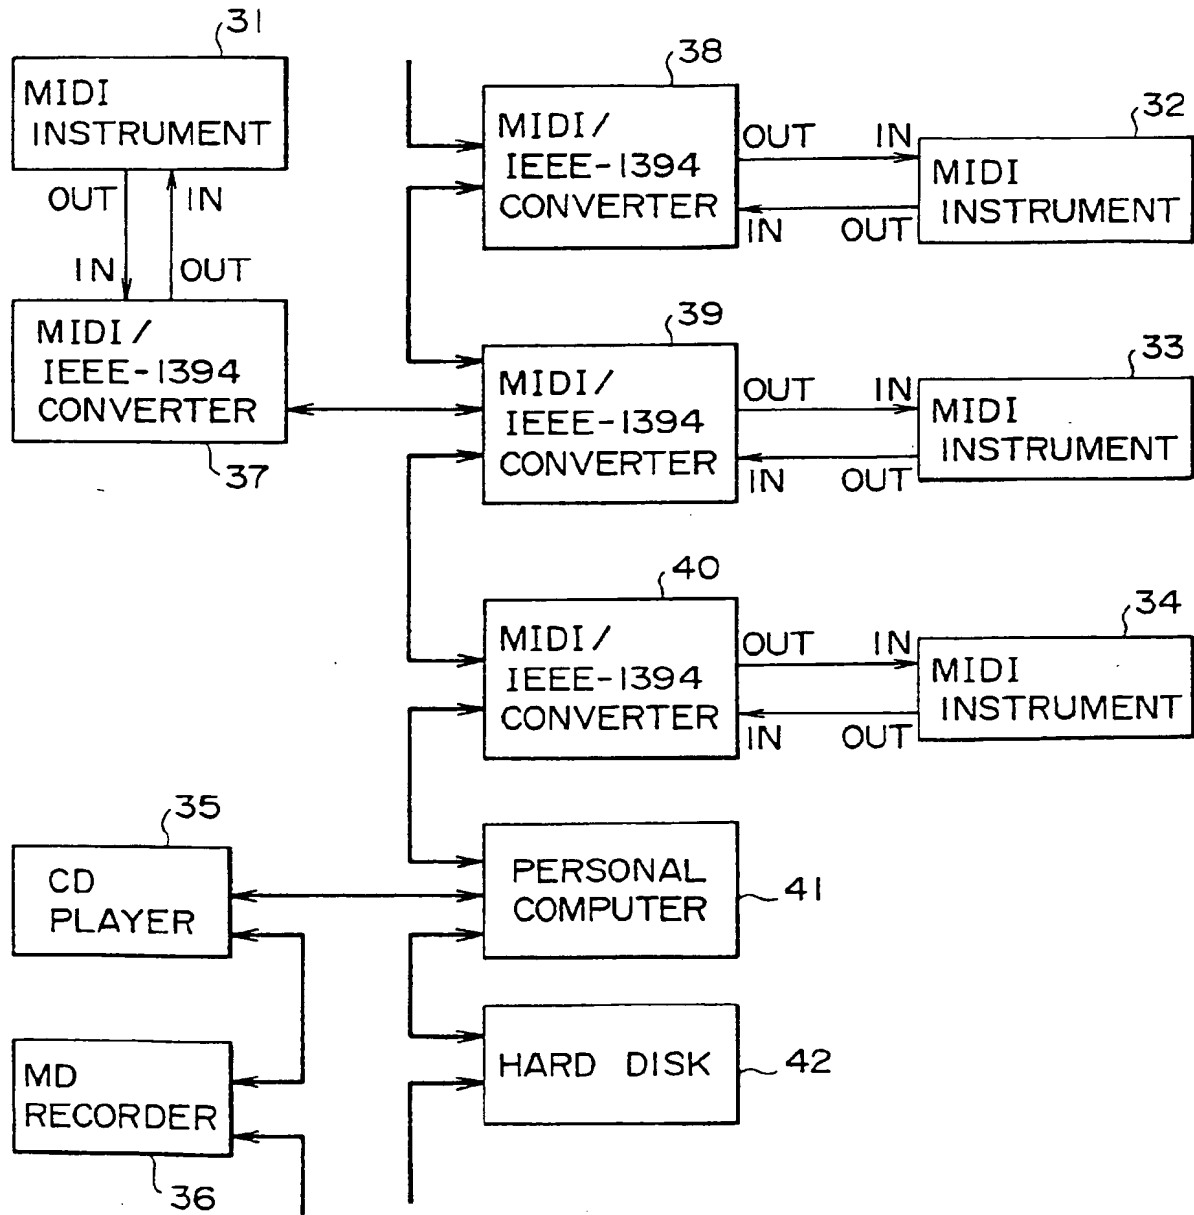 31
MIDI
INSTRUMENT
OUT
IN
IN
OUT
MIDI/
IEEE-1394
CONVERTER
37
38
MIDI/
IEEE-1394
CONVERTER
OUT
IN
IN
OUT
32
MIDI
INSTRUMENT
39
MIDI/
IEEE-1394
CONVERTER
OUT
IN
IN
OUT
33
MIDI
INSTRUMENT
40
MIDI/
IEEE-1394
CONVERTER
OUT
IN
IN
OUT
34
MIDI
INSTRUMENT
35
CD
PLAYER
PERSONAL
COMPUTER
41
MD
RECORDER
36
HARD DISK
42